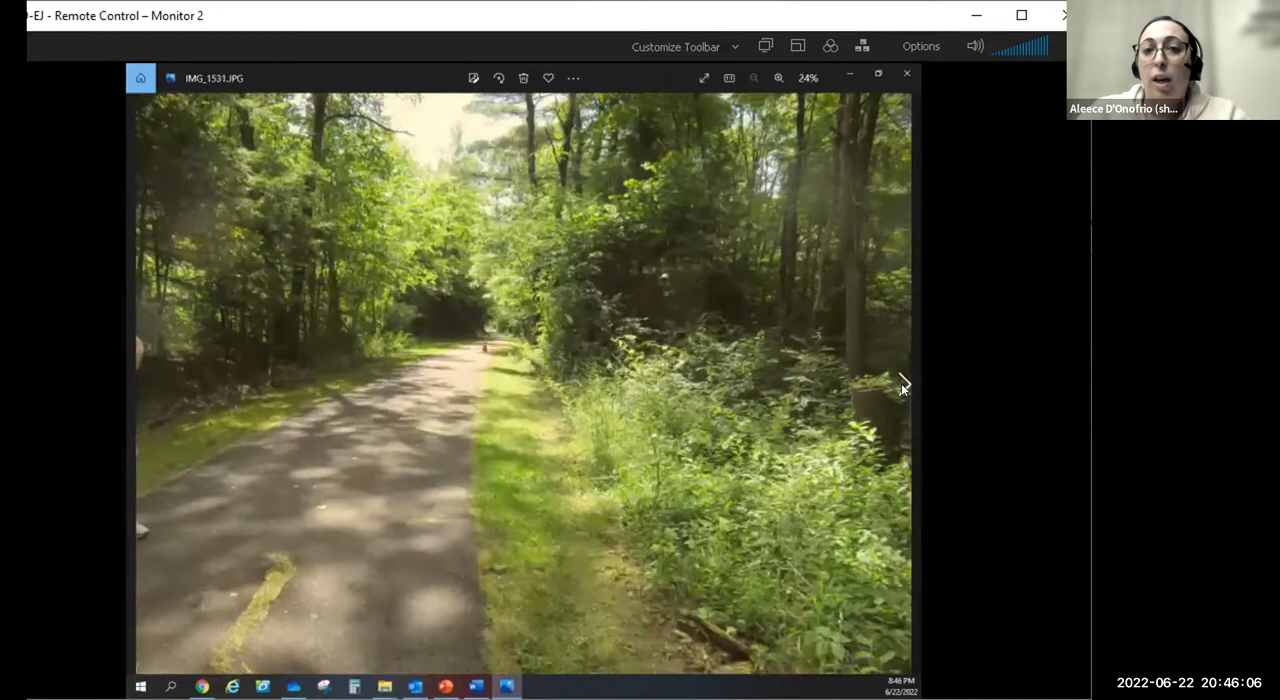 -EJ - Remote Control – Monitor 2
Customize Toolbar
Options
IMG_1531.JPG
24%
Aleece D'Onofrio (sh...
8:46 PM
6/22/2022
2022-06-22 20:46:06